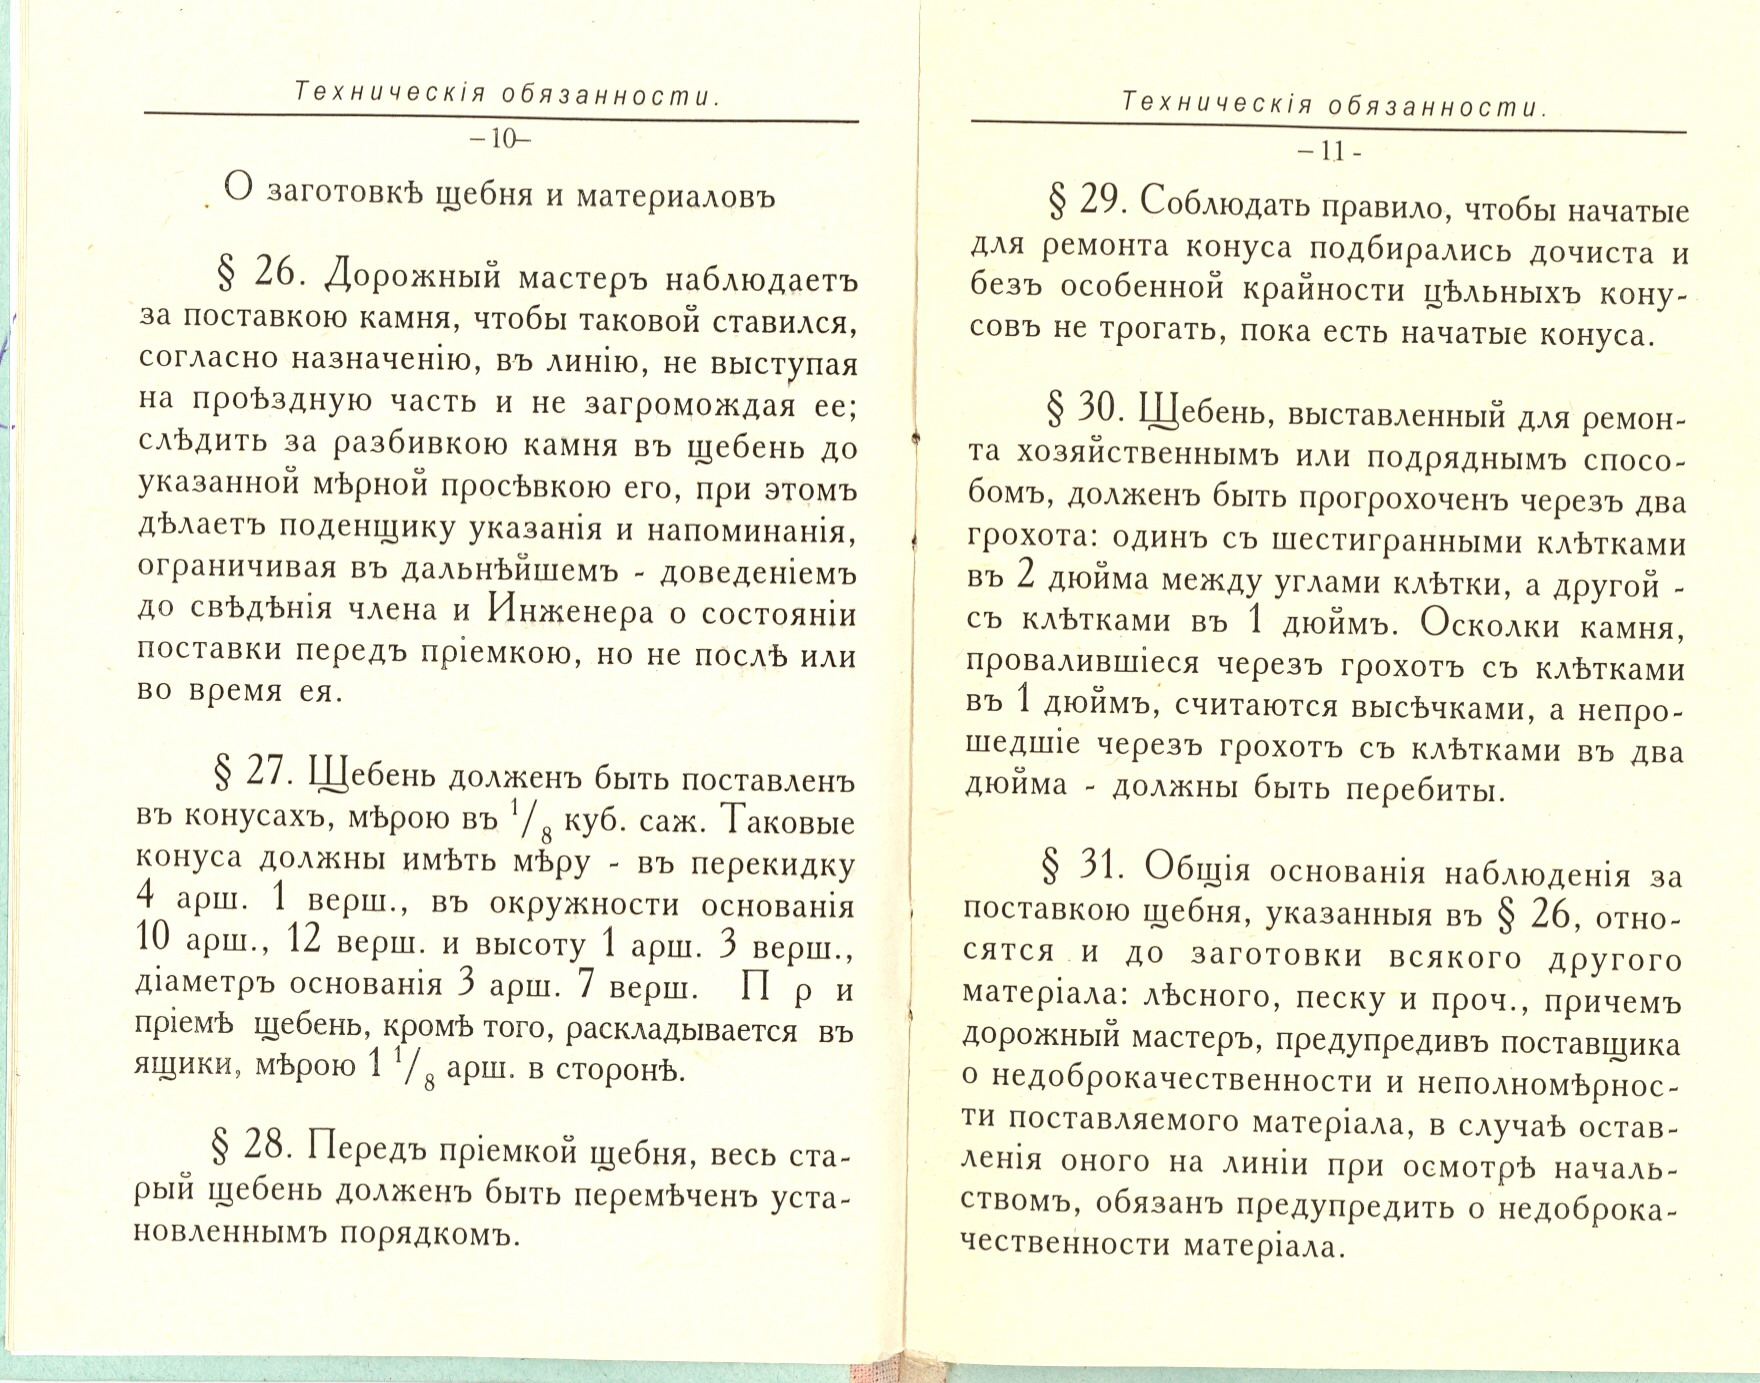 Техническія обязанности.
–10–
О заготовкѣ щебня и материаловъ
§ 26. Дорожный мастеръ наблюдаетъ
за поставкою камня, чтобы таковой ставился,
согласно назначенію, въ линію, не выступая
на проѣздную часть и не загромождая ее;
слѣдить за разбивкою камня въ щебень до
указанной мѣрной просѣвкою его, при этомъ
дѣлаетъ поденщику указанія и напоминанія,
ограничивая въ дальнѣйшемъ - доведеніемъ
до свѣдѣнія члена и Инженера о состояніи
поставки передъ пріемкою, но не послѣ или
во время ея.
§ 27. Щебень долженъ быть поставленъ
въ конусахъ, мѣрою въ 1/8 куб. саж. Таковые
конуса должны имѣть мѣру - въ перекидку
4 арш. 1 верш., въ окружности основанія
10 арш., 12 верш. и высоту 1 арш. 3 верш.,
діаметръ основанія 3 арш. 7 верш. П р и
пріемѣ щебень, кромѣ того, раскладывается въ
ящики, мѣрою 1 1/8 арш. в сторонѣ.
§ 28. Передъ пріемкой щебня, весь ста-
рый щебень долженъ быть перемѣченъ уста-
новленнымъ порядкомъ.
Техническія обязанности.
–11 -
§ 29. Соблюдать правило, чтобы начатые
для ремонта конуса подбирались дочиста и
безъ особенной крайности цѣльныхъ кону-
совъ не трогать, пока есть начатые конуса.
§ 30. Щебень, выставленный для ремон-
та хозяйственнымъ или подряднымъ спосо-
бомъ, долженъ быть прогрохоченъ черезъ два
грохота: одинъ съ шестигранными клѣтками
въ 2 дюйма между углами клѣтки, а другой -
съ клѣтками въ 1 дюймъ. Осколки камня,
провалившіеся черезъ грохотъ съ клѣтками
въ 1 дюймъ, считаются высѣчками, а непро-
шедшіе черезъ грохотъ съ клѣтками въ два
дюйма - должны быть перебиты.
§ 31. Общія основанія наблюденія за
поставкою щебня, указанныя въ § 26, отно-
сятся и до заготовки всякого другого
матеріала: лѣсного, песку и проч., причемъ
дорожный мастеръ, предупредивъ поставщика
о недоброкачественности и неполномѣрнос-
ти поставляемого матеріала, в случаѣ остав-
ленія оного на линіи при осмотрѣ началь-
ствомъ, обязанъ предупредить о недоброка-
чественности матеріала.